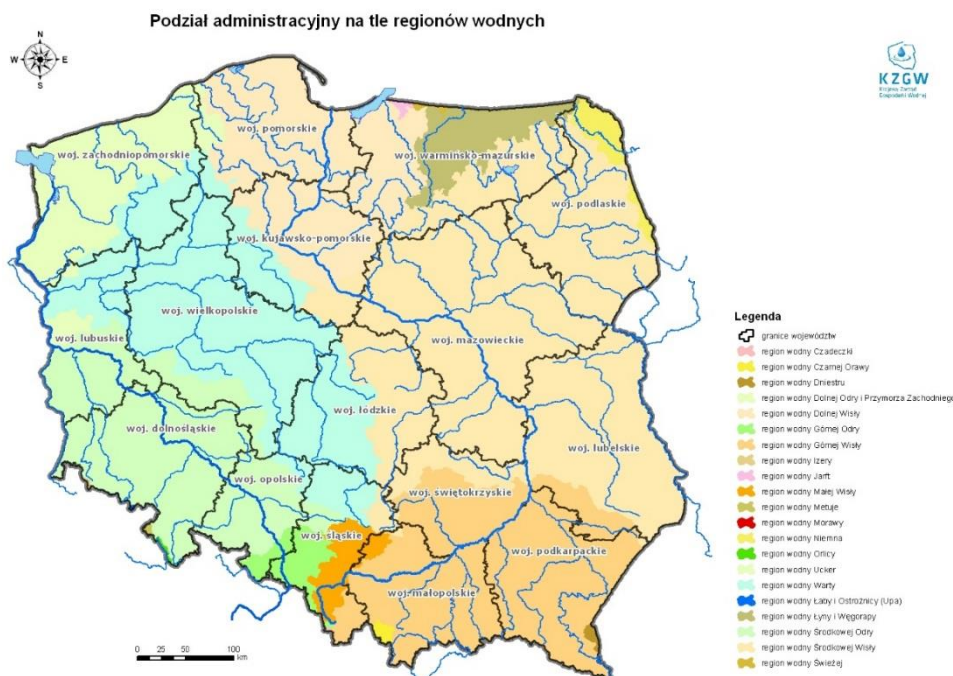 Podział administracyjny na tle regionów wodnych
N
W
E
S
KZGW
Krajowy Zarząd
Gospodarki Wodnej
woj. pomorskie
woj. zachodniopomorskie
woj. warmińsko-mazurskie
woj. podlaskie
woj. kujawsko-pomorskie
woj. wielkopolskie
woj. mazowieckie
woj. lubuskie
woj. łódzkie
woj. dolnośląskie
woj. lubelskie
woj. opolskie
woj. świętokrzyskie
woj. śląskie
woj. podkarpackie
woj. małopolskie
0 25 50 100
km
Legenda
granice województw
region wodny Czadeczki
region wodny Czarnej Orawy
region wodny Dniestru
region wodny Dolnej Odry i Przymorza Zachodniego
region wodny Dolnej Wisły
region wodny Górnej Odry
region wodny Górnej Wisły
region wodny Izery
region wodny Jarft
region wodny Małej Wisły
region wodny Metuje
region wodny Morawy
region wodny Niemna
region wodny Orlicy
region wodny Ucker
region wodny Warty
region wodny Łaby i Ostrożnicy (Upa)
region wodny Łyny i Węgorapy
region wodny Środkowej Odry
region wodny Środkowej Wisły
region wodny Świeżej